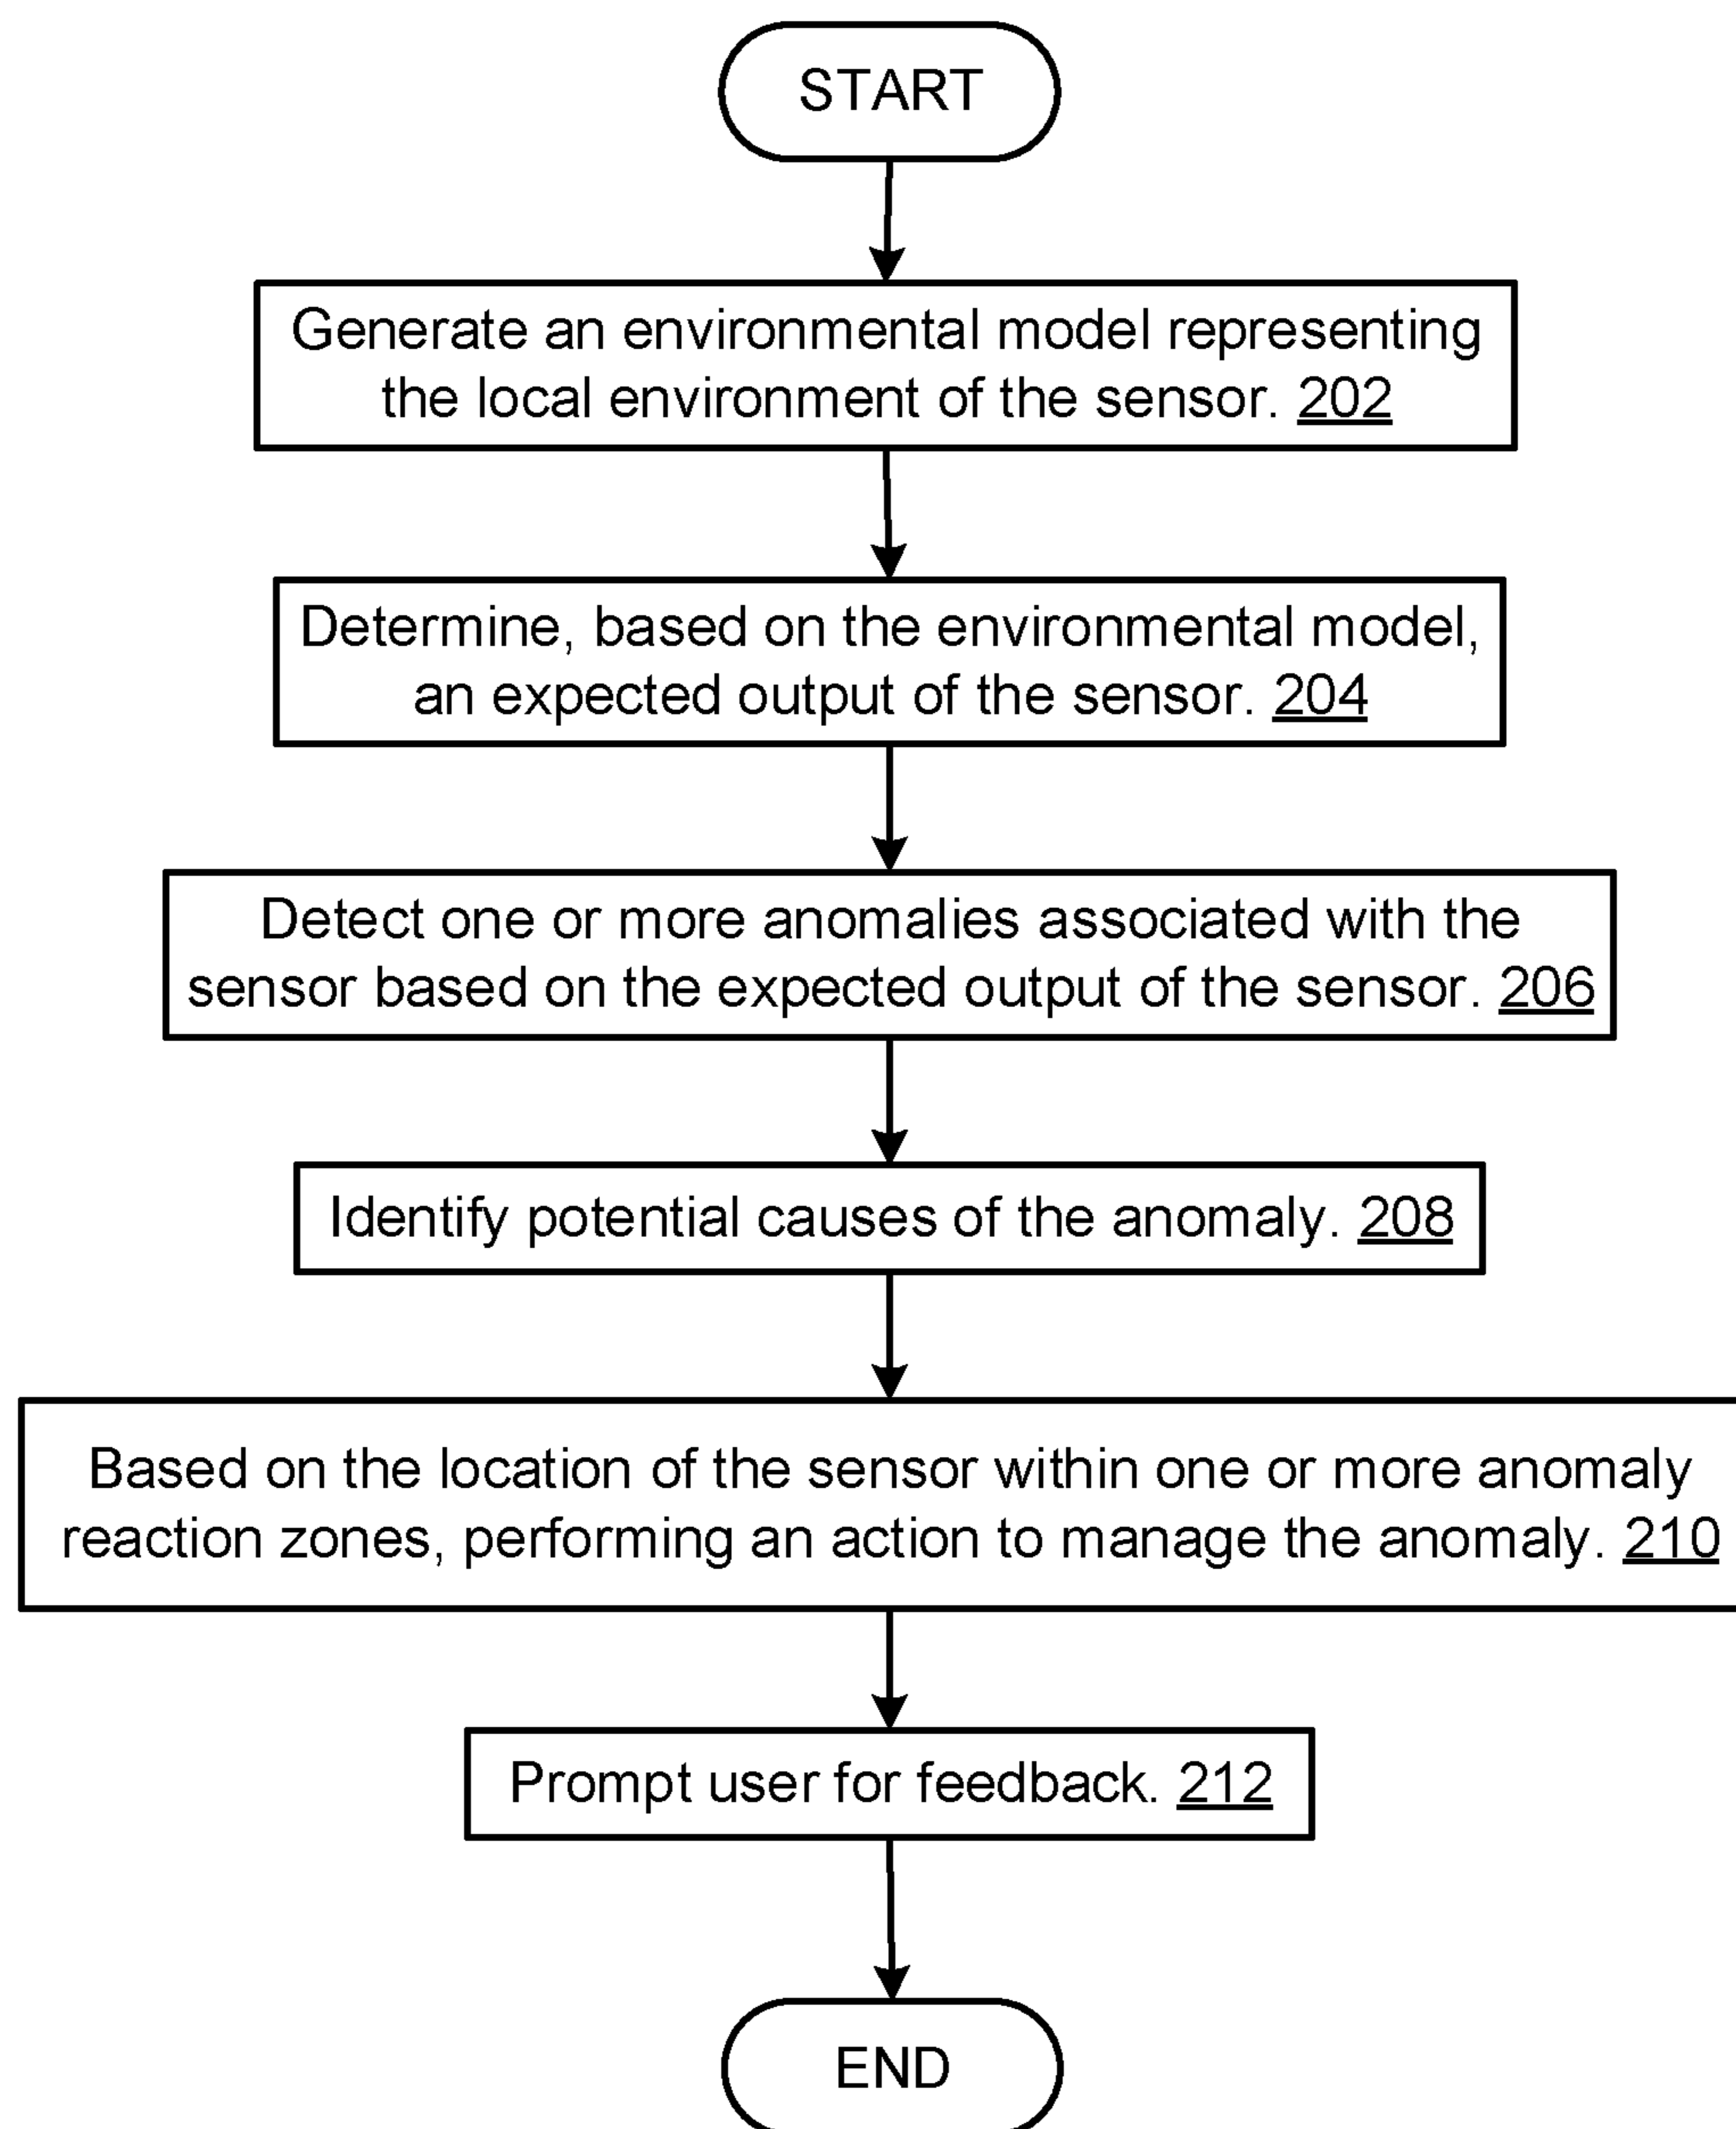 START
Generate an environmental model representing
the local environment of the sensor. 202
Determine, based on the environmental model,
an expected output of the sensor. 204
Detect one or more anomalies associated with the
sensor based on the expected output of the sensor. 206
Identify potential causes of the anomaly. 208
Based on the location of the sensor within one or more anomaly
reaction zones, performing an action to manage the anomaly. 210
Prompt user for feedback. 212
END